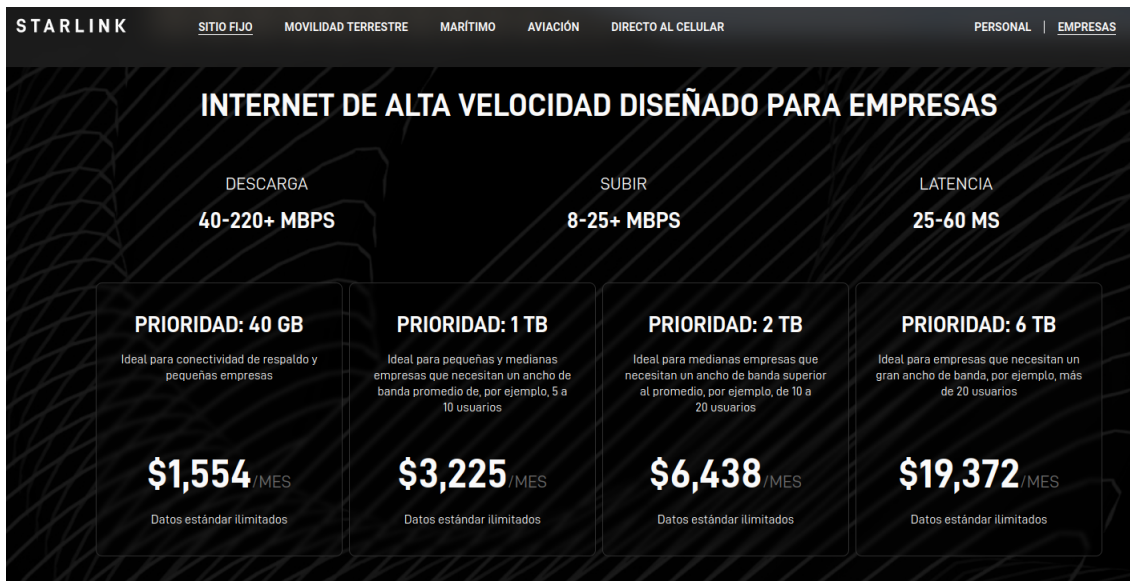 STARLINK
SITIO FIJO
MOVILIDAD TERRESTRE
MARÍTIMO
AVIACIÓN
DIRECTO AL CELULAR
PERSONAL | EMPRESAS
INTERNET DE ALTA VELOCIDAD DISEÑADO PARA EMPRESAS
DESCARGA
40-220+ MBPS
SUBIR
8-25+ MBPS
LATENCIA
25-60 MS
PRIORIDAD: 40 GB
Ideal para conectividad de respaldo y
pequeñas empresas
$1,554/MES
Datos estándar ilimitados
PRIORIDAD: 1 TB
Ideal para pequeñas y medianas
empresas que necesitan un ancho de
banda promedio de, por ejemplo, 5 a
10 usuarios
$3,225/MES
Datos estándar ilimitados
PRIORIDAD: 2 TB
Ideal para medianas empresas que
necesitan un ancho de banda superior
al promedio, por ejemplo, de 10 a
20 usuarios
$6,438/MES
Datos estándar ilimitados
PRIORIDAD: 6 TB
Ideal para empresas que necesitan un
gran ancho de banda, por ejemplo, más
de 20 usuarios
$19,372/MES
Datos estándar ilimitados